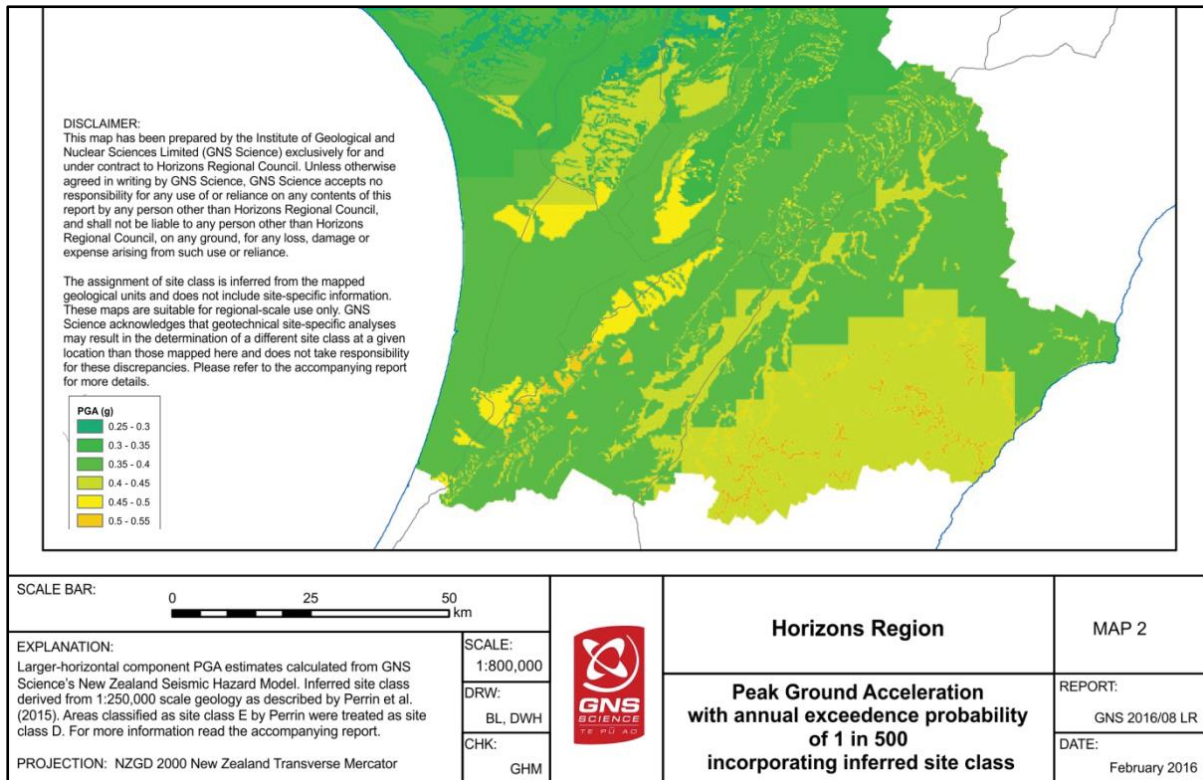 DISCLAIMER:
This map has been prepared by the Institute of Geological and
Nuclear Sciences Limited (GNS Science) exclusively for and
under contract to Horizons Regional Council. Unless otherwise
agreed in writing by GNS Science, GNS Science accepts no
responsibility for any use of or reliance on any contents of this
report by any person other than Horizons Regional Council,
and shall not be liable to any person other than Horizons
Regional Council, on any ground, for any loss, damage or
expense arising from such use or reliance.
The assignment of site class is inferred from the mapped
geological units and does not include site-specific information.
These maps are suitable for regional-scale use only. GNS
Science acknowledges that geotechnical site-specific analyses
may result in the determination of a different site class at a given
location than those mapped here and does not take responsibility
for these discrepancies. Please refer to the accompanying report
for more details.
PGA (g)
0.25 - 0.3
0.3 - 0.35
0.35 - 0.4
0.4 - 0.45
0.45 - 0.5
0.5 - 0.55
SCALE BAR:
0 25 50
km
EXPLANATION:
Larger-horizontal component PGA estimates calculated from GNS
Science's New Zealand Seismic Hazard Model. Inferred site class
derived from 1:250,000 scale geology as described by Perrin et al.
(2015). Areas classified as site class E by Perrin were treated as site
class D. For more information read the accompanying report.
PROJECTION: NZGD 2000 New Zealand Transverse Mercator
SCALE:
1:800,000
DRW:
BL, DWH
CHK:
GHM
GNS
SCIENCE
TE PŪ AO
Horizons Region
Peak Ground Acceleration
with annual exceedence probability
of 1 in 500
incorporating inferred site class
MAP 2
REPORT:
GNS 2016/08 LR
DATE:
February 2016